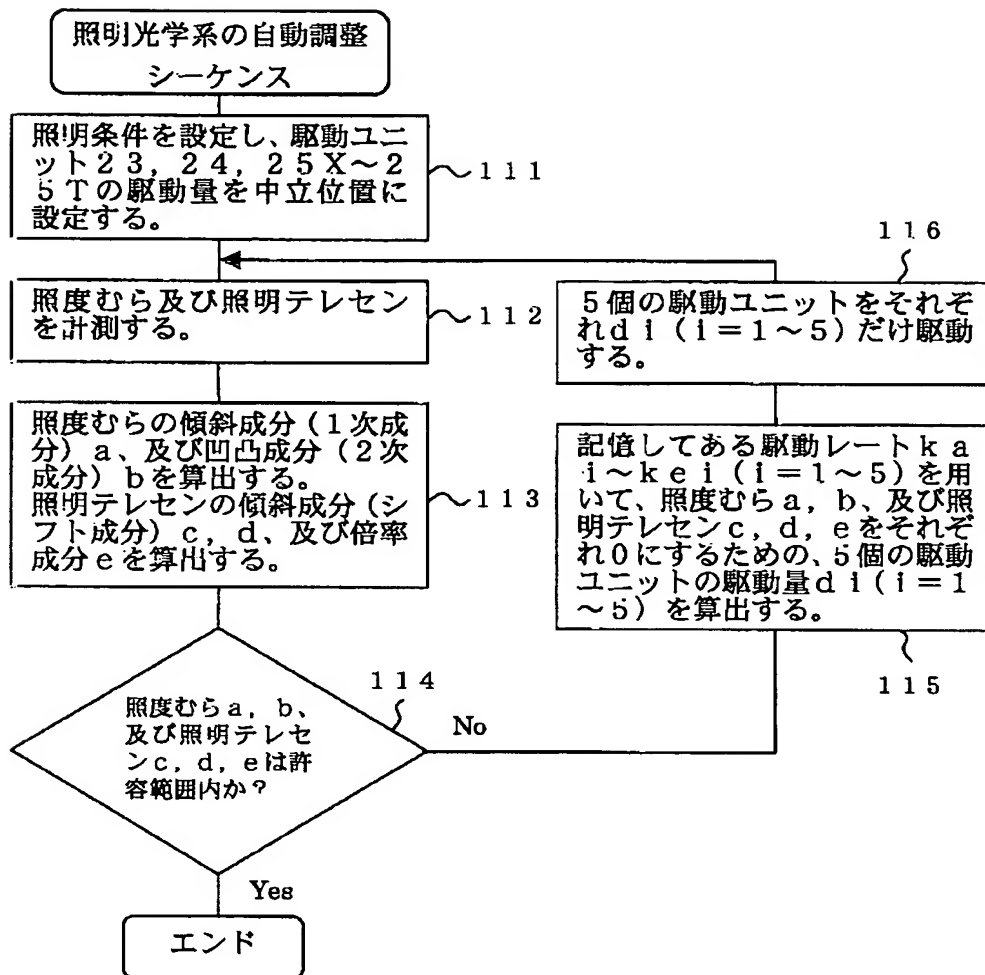 照明光学系の自動調整
シーケンス
照明条件を設定し、駆動ユニ
ット23，24，25X～2
5Tの駆動量を中立位置に
設定する。
111
照度むら及び照明テレセン
を計測する。
112
照度むらの傾斜成分（1次成
分）a、及び凹凸成分（2次
成分）bを算出する。
照明テレセンの傾斜成分（シ
フト成分）c，d、及び倍率
成分eを算出する。
113
照度むらa，b、
及び照明テレセ
ンc，d，eは許
容範囲内か？
114
No
Yes
エンド
116
5個の駆動ユニットをそれぞ
れdi（i＝1～5）だけ駆動
する。
記憶してある駆動レートka
i～kei（i＝1～5）を用
いて、照度むらa，b、及び照
明テレセンc，d，eをそれぞ
れ0にするための、5個の駆動
ユニットの駆動量di（i＝1
～5）を算出する。
115